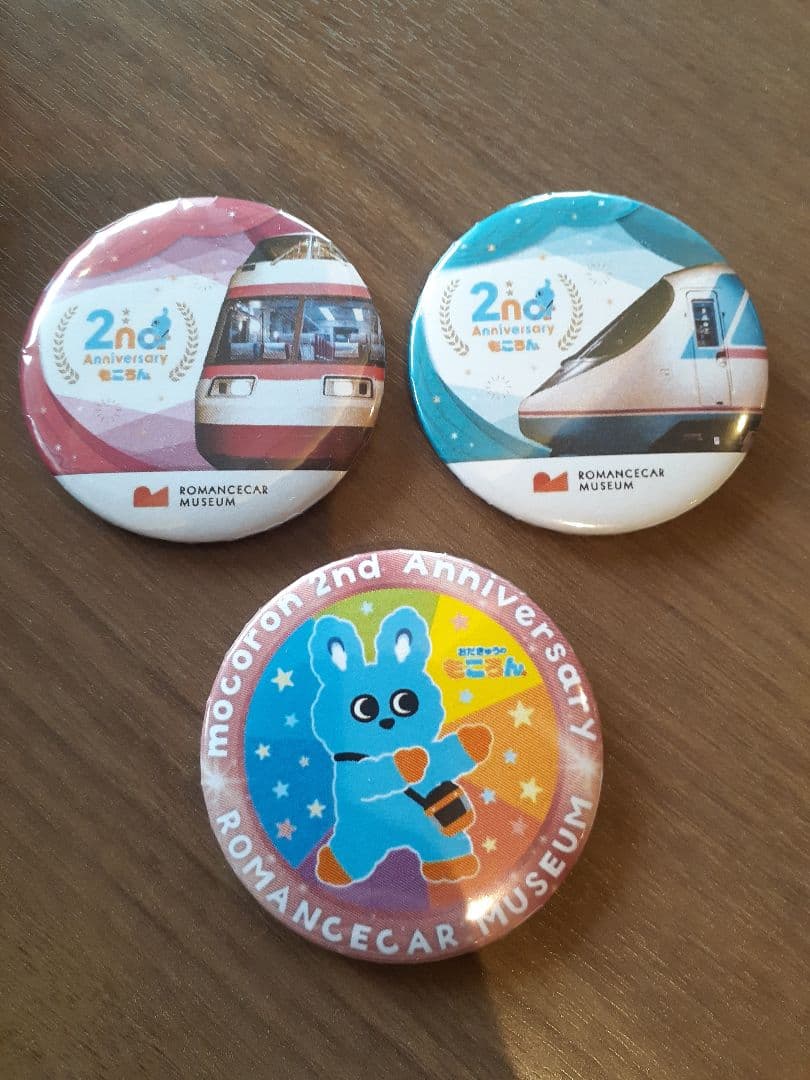 2nd
Anniversary
もころん
ROMANCECAR
MUSEUM
2nd
Anniversary
もころん
ROMANCECAR
MUSEUM
mocoron 2nd Anniversary
おだきゅうの
もころん
ROMANCECAR MUSEUM